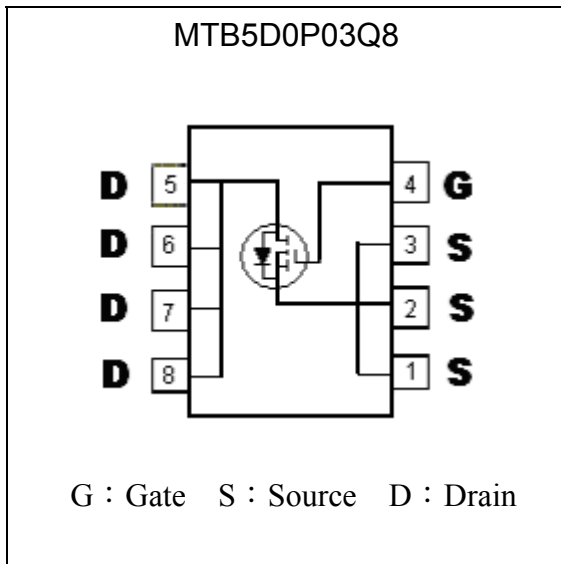 MTB5D0P03Q8
D 5 4 G
D 6 3 S
D 7 2 S
D 8 1 S
G：Gate S：Source D：Drain